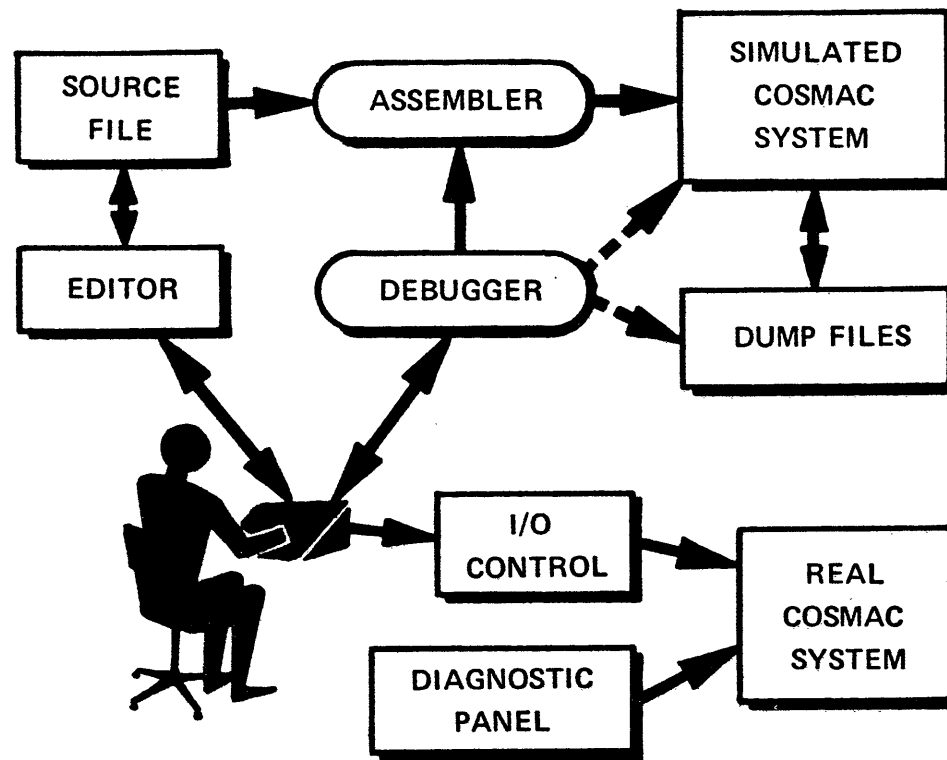 SOURCE
FILE
ASSEMBLER
SIMULATED
COSMAC
SYSTEM
EDITOR
DEBUGGER
DUMP FILES
I/O
CONTROL
REAL
COSMAC
SYSTEM
DIAGNOSTIC
PANEL